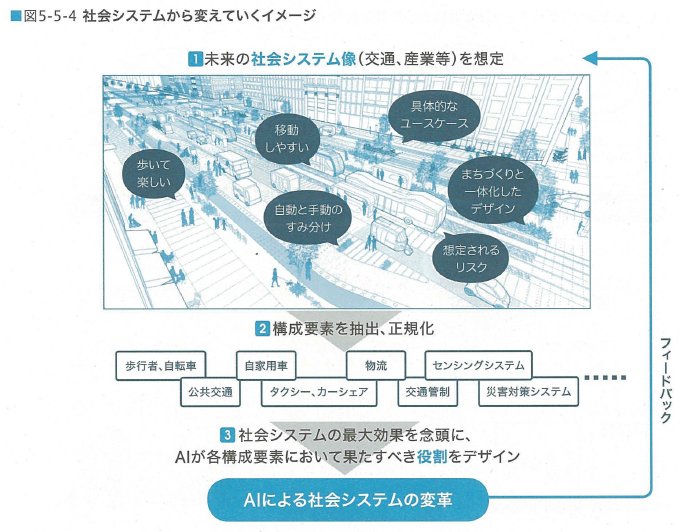 ■図5-5-4 社会システムから変えていくイメージ
1 未来の社会システム像(交通、産業等)を想定
具体的な
ユースケース
移動
しやすい
歩いて
楽しい
まちづくりと
一体化した
デザイン
自動と手動の
すみ分け
想定される
リスク
2 構成要素を抽出、正規化
歩行者、自転車
自家用車
物流
センシングシステム
公共交通
タクシー、カーシェア
交通管制
災害対策システム
フィードバック
3 社会システムの最大効果を念頭に、
AIが各構成要素において果たすべき役割をデザイン
AIによる社会システムの変革